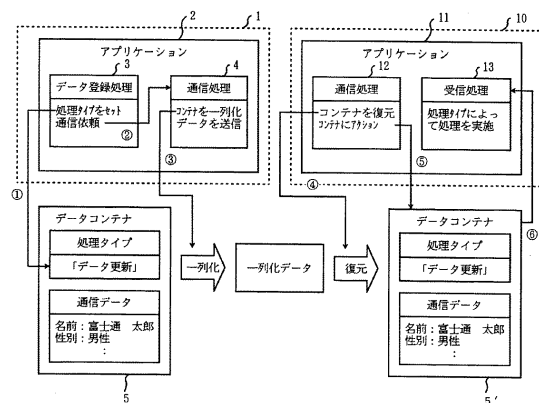 1
2
アプリケーション
3
データ登録処理
処理タイプをセット
通信依頼
②
4
通信処理
コンテナを一列化
データを送信
③
①
10
11
アプリケーション
12
通信処理
コンテナを復元
コンテナにアクション
13
受信処理
処理タイプによっ
て処理を実施
⑤
④
⑥
データコンテナ
処理タイプ
「データ更新」
通信データ
名前：富士通 太郎
性別：男性
：
5
一列化
一列化データ
復元
データコンテナ
処理タイプ
「データ更新」
通信データ
名前：富士通 太郎
性別：男性
：
5'